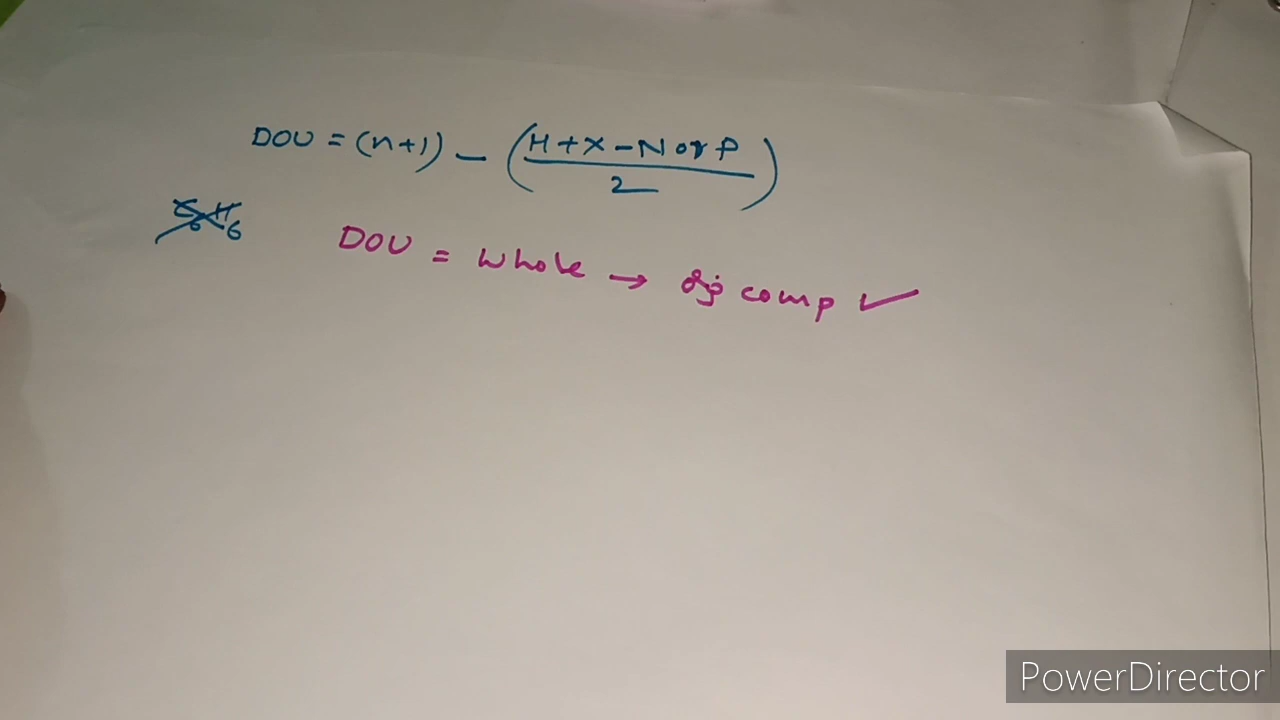 DOU = (n+1) - (H+X-N or P / 2)
C6H6
DOU = whole → comp ✓
PowerDirector